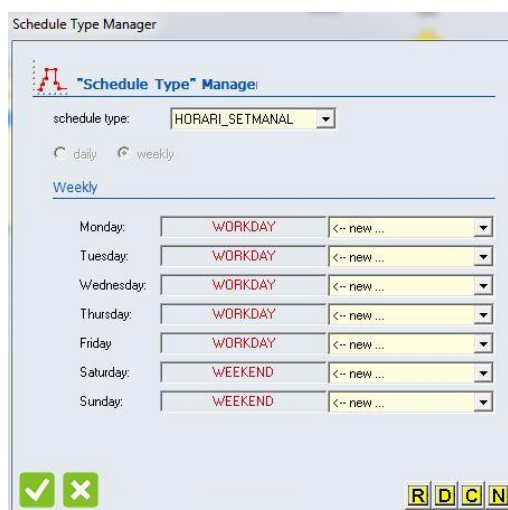 Schedule Type Manager
"Schedule Type" Manage
schedule type: HORARI_SETMANAL
daily weekly
Weekly
Monday: WORKDAY <-- new ...
Tuesday: WORKDAY <-- new ...
Wednesday: WORKDAY <-- new ...
Thursday: WORKDAY <-- new ...
Friday WORKDAY <-- new ...
Saturday: WEEKEND <-- new ...
Sunday: WEEKEND <-- new ...
R D C N